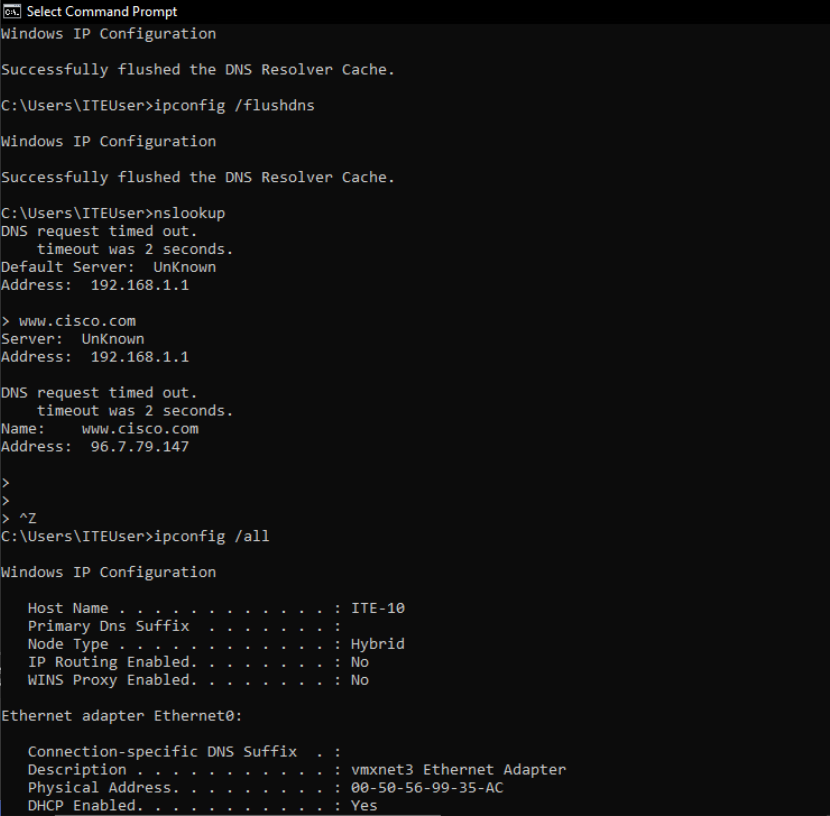 Select Command Prompt
Windows IP Configuration
Successfully flushed the DNS Resolver Cache.
C:\Users\ITEUser>ipconfig /flushdns
Windows IP Configuration
Successfully flushed the DNS Resolver Cache.
C:\Users\ITEUser>nslookup
DNS request timed out.
    timeout was 2 seconds.
Default Server:  UnKnown
Address:  192.168.1.1
> www.cisco.com
Server:  UnKnown
Address:  192.168.1.1
DNS request timed out.
    timeout was 2 seconds.
Name:    www.cisco.com
Address:  96.7.79.147
>
>
> ^Z
C:\Users\ITEUser>ipconfig /all
Windows IP Configuration
   Host Name . . . . . . . . . . . . : ITE-10
   Primary Dns Suffix  . . . . . . . :
   Node Type . . . . . . . . . . . . : Hybrid
   IP Routing Enabled. . . . . . . . : No
   WINS Proxy Enabled. . . . . . . . : No
Ethernet adapter Ethernet0:
   Connection-specific DNS Suffix  . :
   Description . . . . . . . . . . . : vmxnet3 Ethernet Adapter
   Physical Address. . . . . . . . . : 00-50-56-99-35-AC
   DHCP Enabled. . . . . . . . . . . : Yes